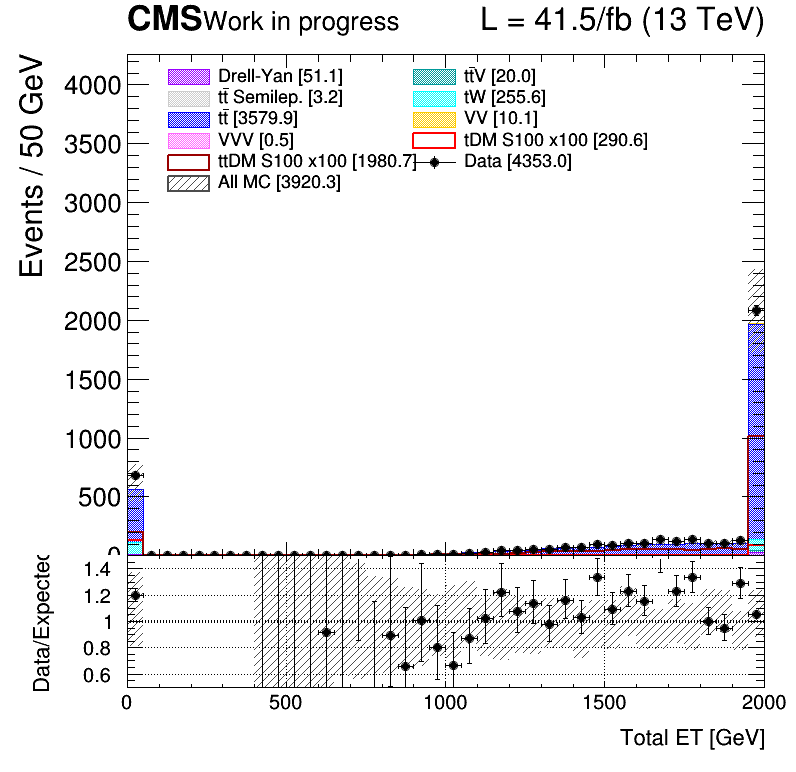 CMS Work in progress L = 41.5/fb (13 TeV)
Events / 50 GeV
4000
3500
3000
2500
2000
1500
1000
500
0
Drell-Yan [51.1]
tt̄V [20.0]
tt̄ Semilep. [3.2]
tW [255.6]
tt̄ [3579.9]
VV [10.1]
VVV [0.5]
tDM S100 x100 [290.6]
ttDM S100 x100 [1980.7]
Data [4353.0]
All MC [3920.3]
Data/Expected
1.4
1.2
1
0.8
0.6
0 500 1000 1500 2000
Total ET [GeV]